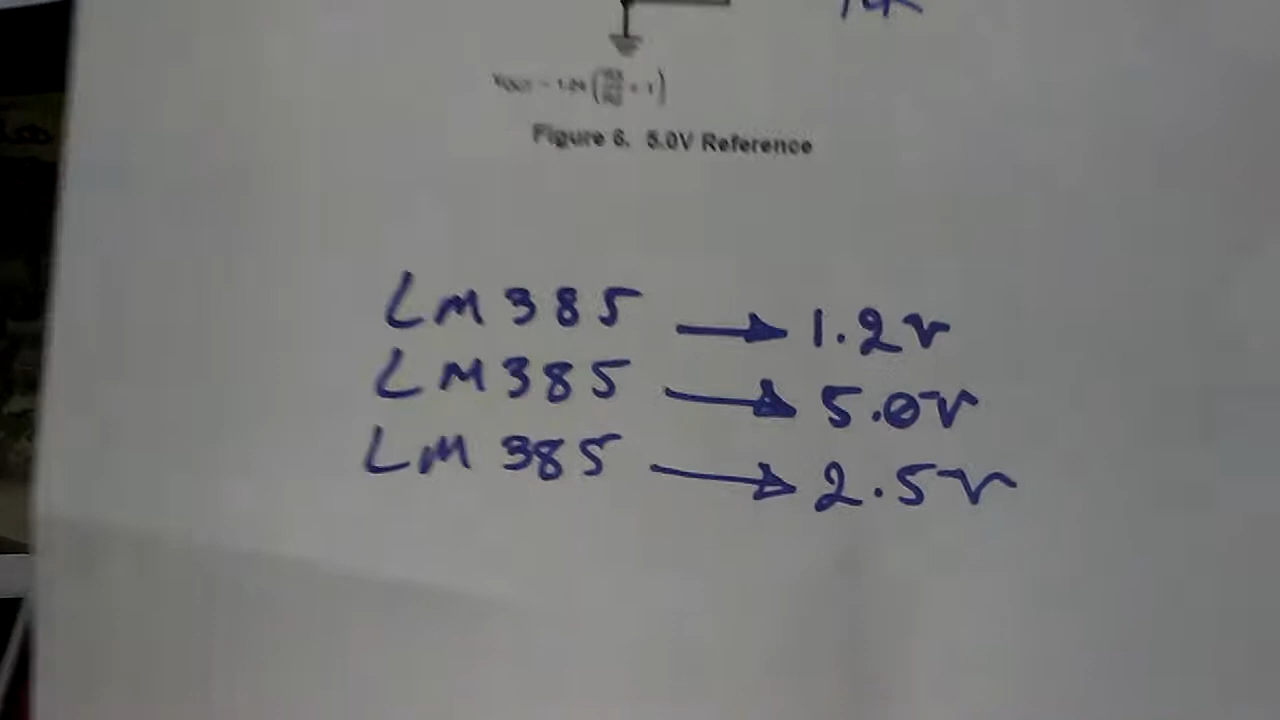 Figure 6. 5.0V Reference
LM385 → 1.2v
LM385 → 5.0v
LM385 → 2.5v